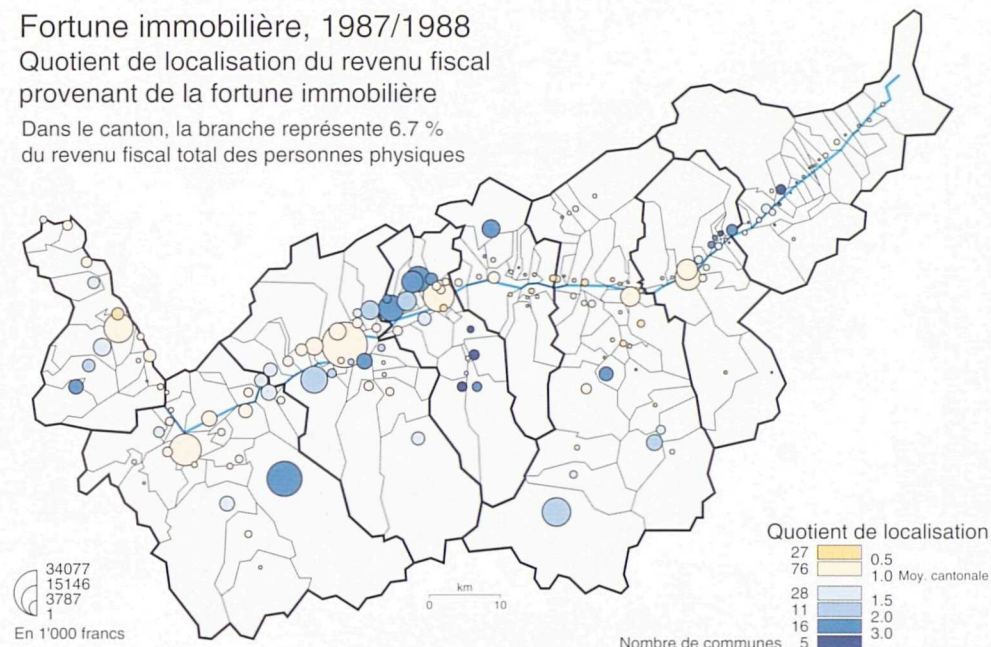 Fortune immobilière, 1987/1988
Quotient de localisation du revenu fiscal
provenant de la fortune immobilière
Dans le canton, la branche représente 6.7 %
du revenu fiscal total des personnes physiques
34077
15146
3787
1
En 1'000 francs
km
0 10
Quotient de localisation
27
0.5
76
1.0 Moy. cantonale
28
1.5
11
2.0
16
3.0
Nombre de communes 5